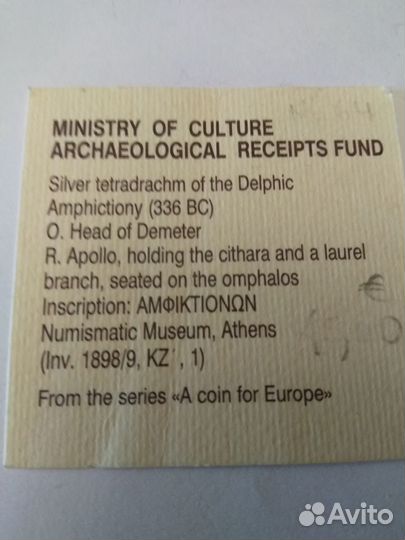 MINISTRY OF CULTURE
ARCHAEOLOGICAL RECEIPTS FUND
Silver tetradrachm of the Delphic
Amphictiony (336 BC)
O. Head of Demeter
R. Apollo, holding the cithara and a laurel
branch, seated on the omphalos
Inscription: ΑΜΦΙΚΤΙΟΝΩΝ
Numismatic Museum, Athens
(Inv. 1898/9, KZ΄, 1)
From the series «A coin for Europe»
€
Avito